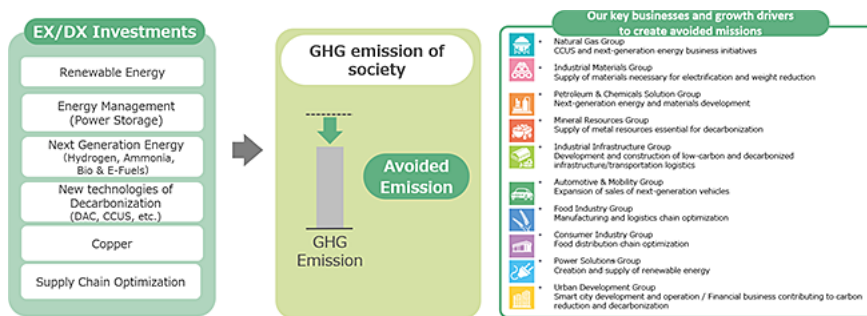 EX/DX Investments
Renewable Energy
Energy Management
(Power Storage)
Next Generation Energy
(Hydrogen, Ammonia,
Bio & E-Fuels)
New technologies of
Decarbonization
(DAC, CCUS, etc.)
Copper
Supply Chain Optimization
GHG emission of
society
Avoided
Emission
GHG
Emission
Our key businesses and growth drivers
to create avoided missions
Natural Gas Group
CCUS and next-generation energy business initiatives
Industrial Materials Group
Supply of materials necessary for electrification and weight reduction
Petroleum & Chemicals Solution Group
Next-generation energy and materials development
Mineral Resources Group
Supply of metal resources essential for decarbonization
Industrial Infrastructure Group
Development and construction of low-carbon and decarbonized
infrastructure/transportation logistics
Automotive & Mobility Group
Expansion of sales of next-generation vehicles
Food Industry Group
Manufacturing and logistics chain optimization
Consumer Industry Group
Food distribution chain optimization
Power Solutions Group
Creation and supply of renewable energy
Urban Development Group
Smart city development and operation / Financial business contributing to carbon
reduction and decarbonization